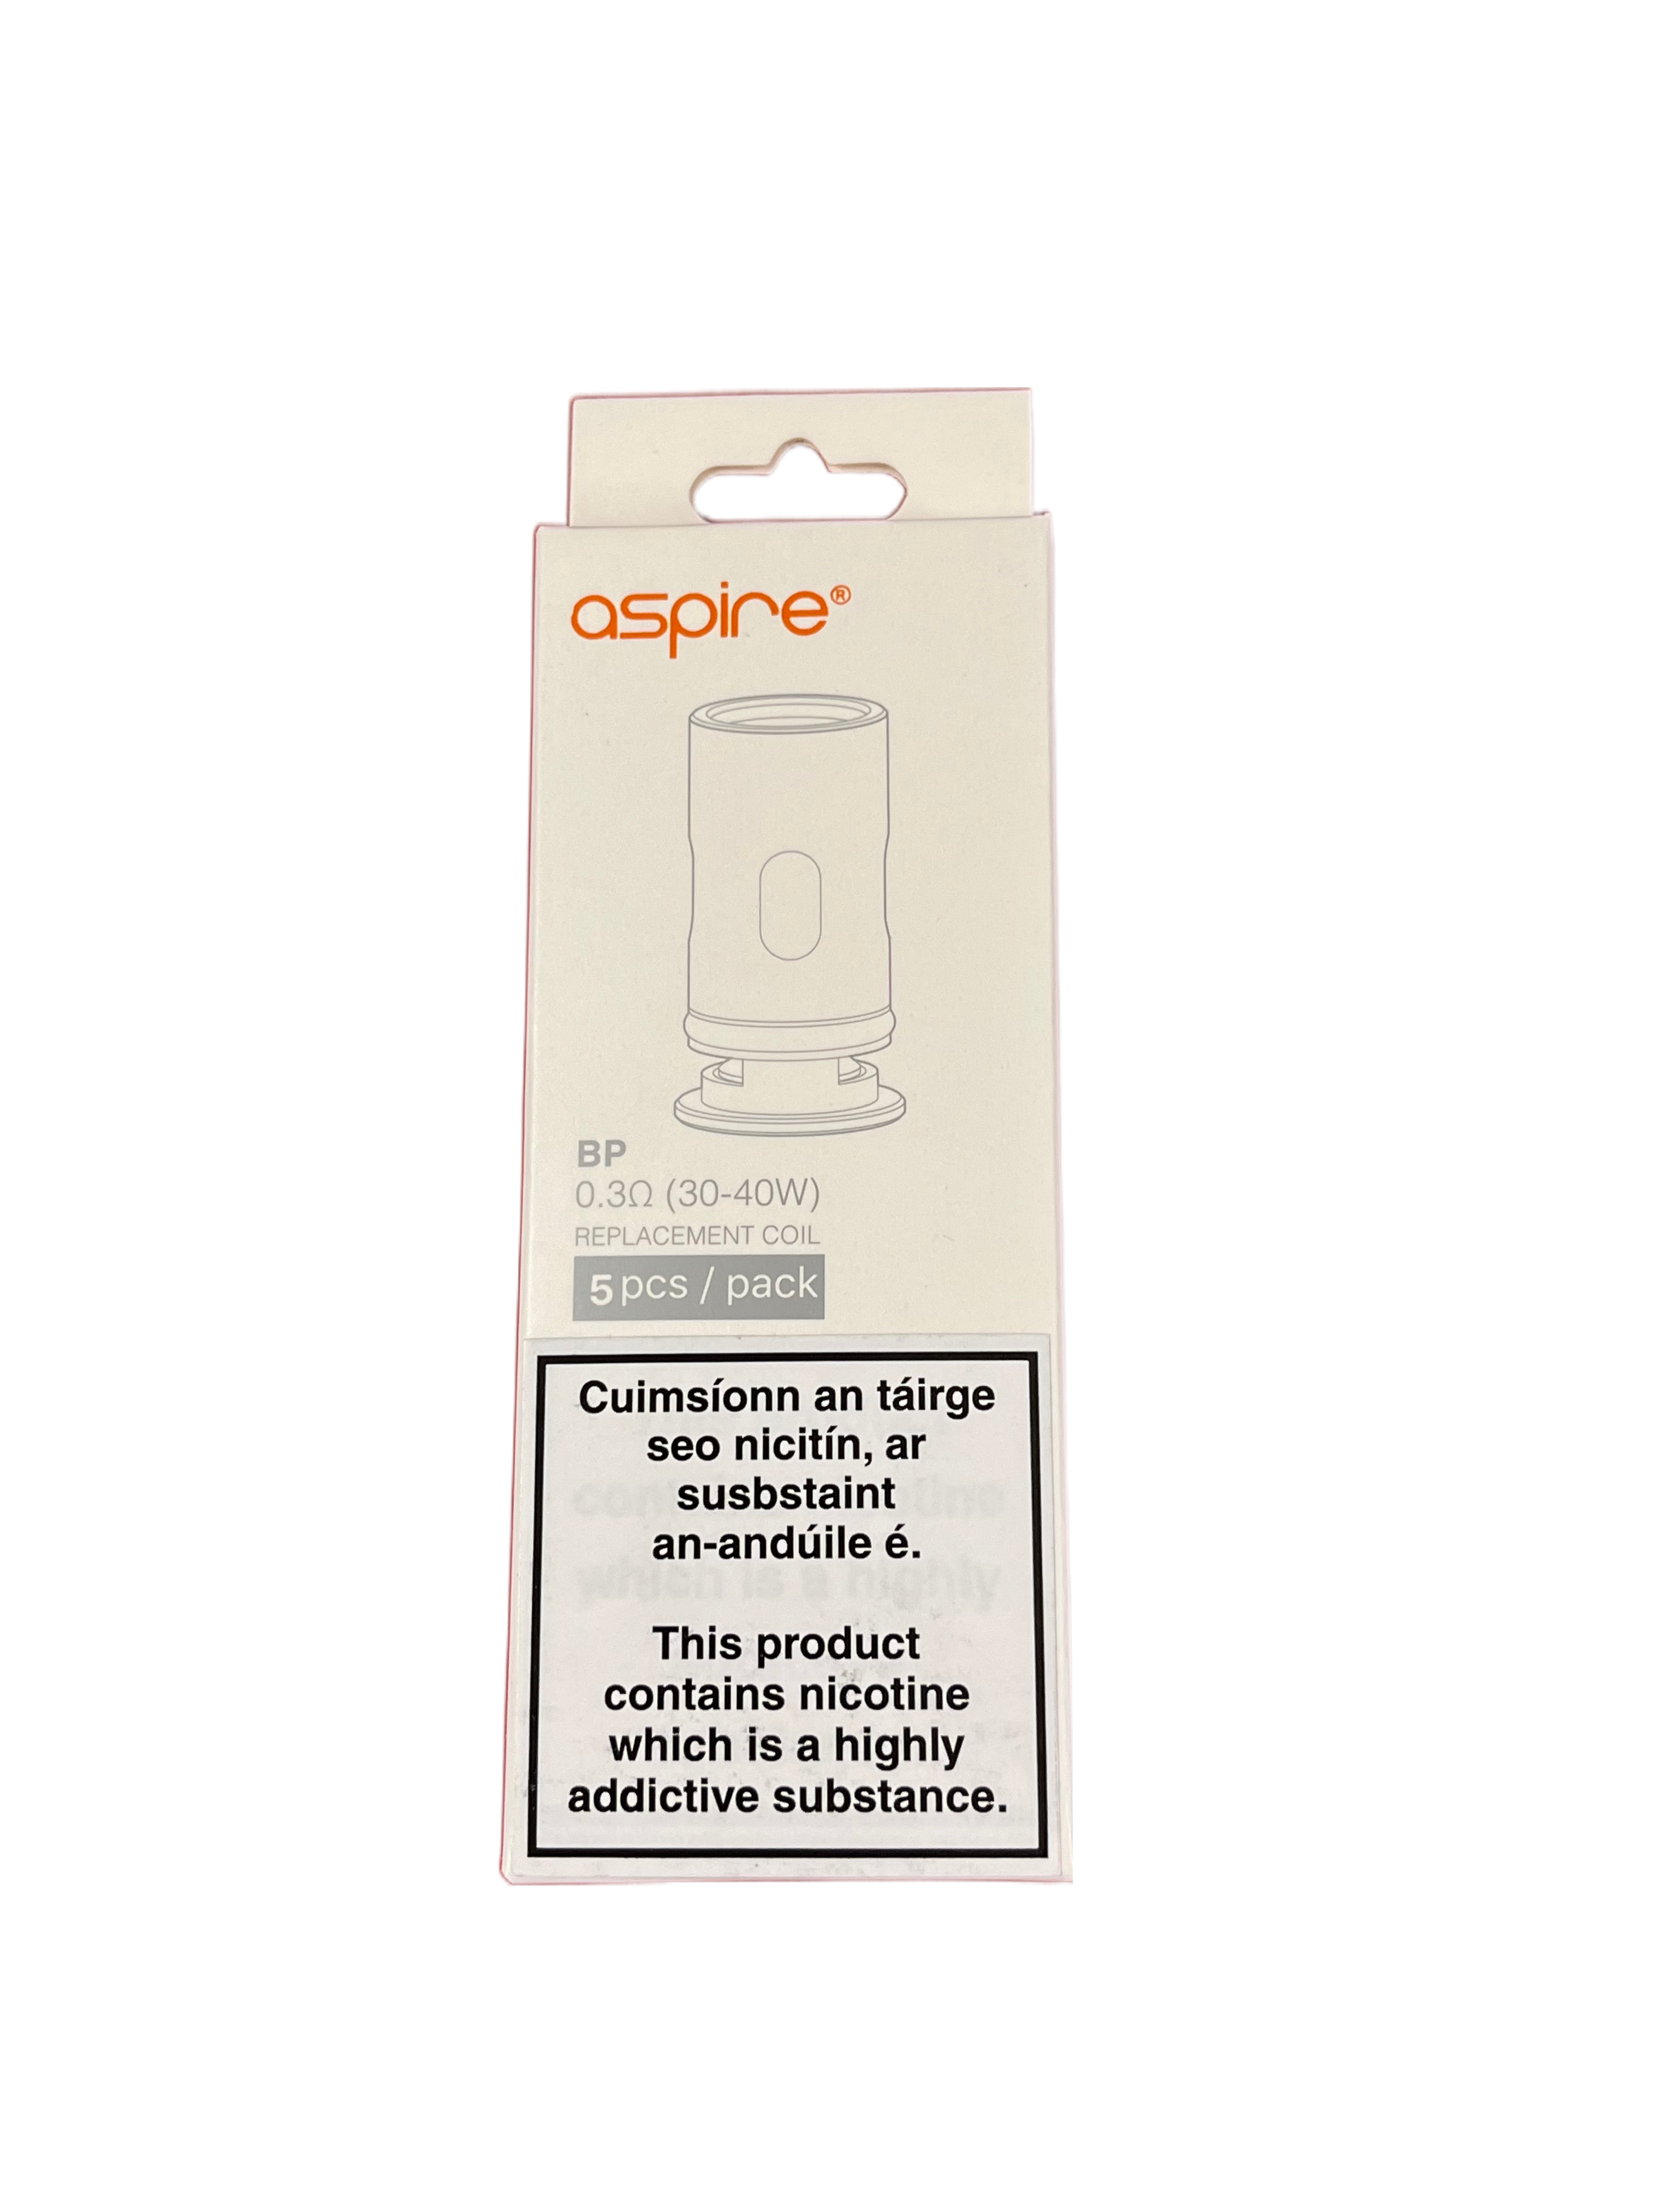 aspire®
BP
0.3Ω (30-40W)
REPLACEMENT COIL
5 pcs / pack
Cuimsíonn an táirge
seo nicitín, ar
susbstaint
an-andúile é.
This product
contains nicotine
which is a highly
addictive substance.